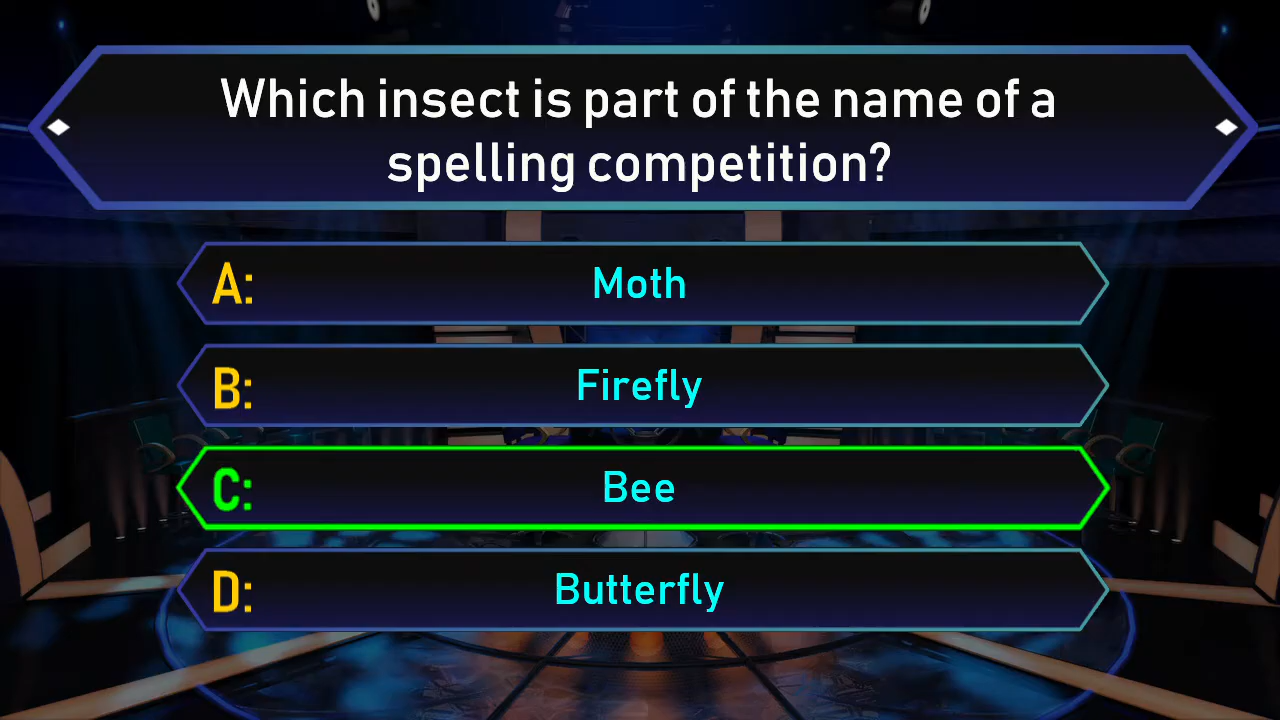 Which insect is part of the name of a
spelling competition?
A: Moth
B: Firefly
C: Bee
D: Butterfly